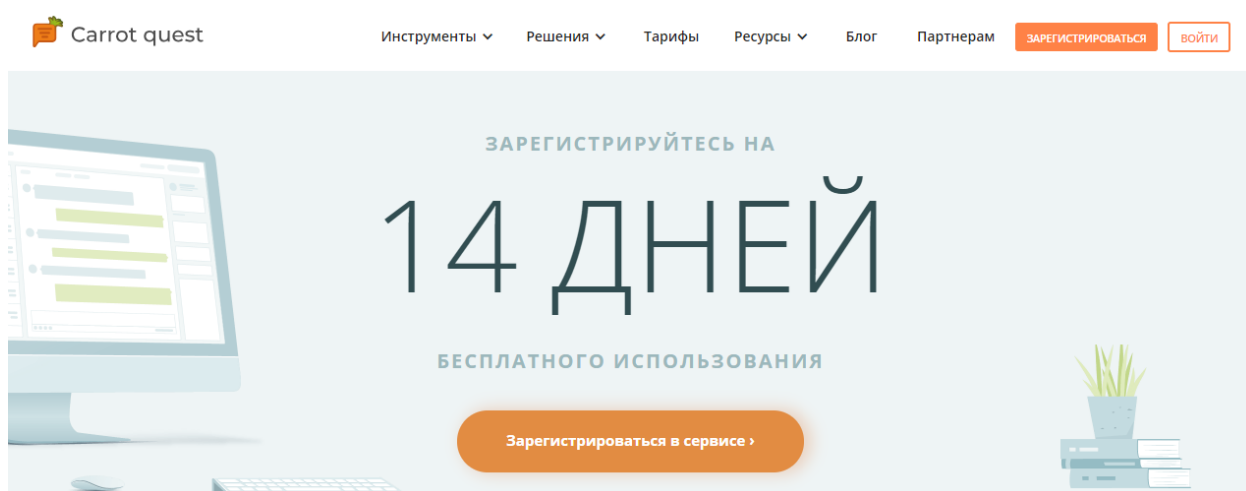 Carrot quest
Инструменты Решения Тарифы Ресурсы Блог Партнерам ЗАРЕГИСТРИРОВАТЬСЯ ВОЙТИ
ЗАРЕГИСТРИРУЙТЕСЬ НА
14 ДНЕЙ
БЕСПЛАТНОГО ИСПОЛЬЗОВАНИЯ
Зарегистрироваться в сервисе ›